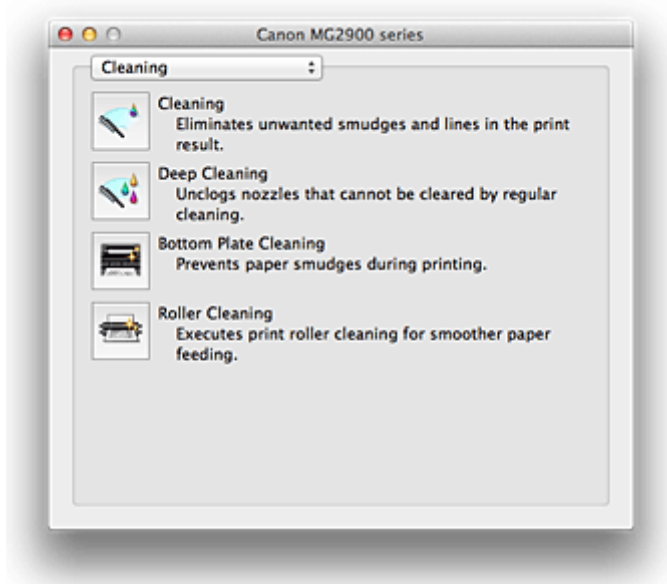 Canon MG2900 series
Cleaning
Cleaning
Eliminates unwanted smudges and lines in the print
result.
Deep Cleaning
Unclogs nozzles that cannot be cleared by regular
cleaning.
Bottom Plate Cleaning
Prevents paper smudges during printing.
Roller Cleaning
Executes print roller cleaning for smoother paper
feeding.